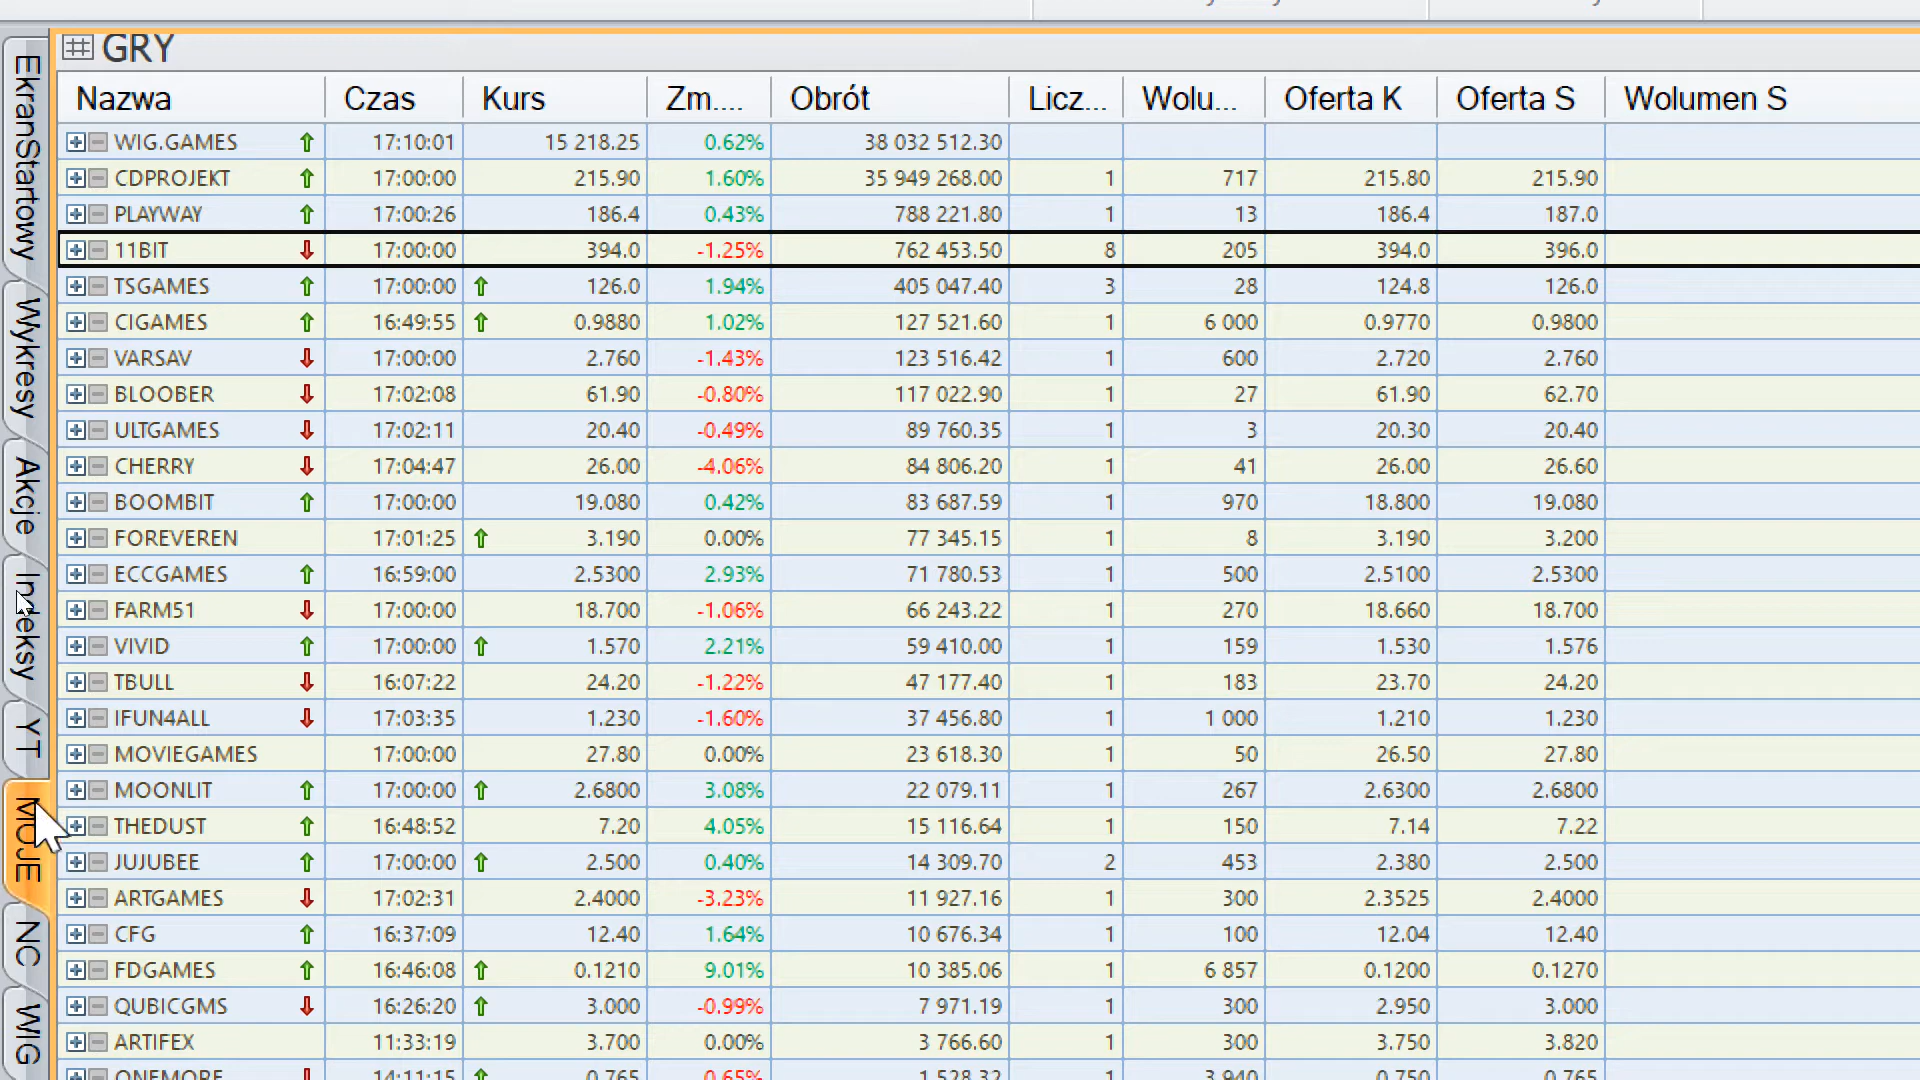 GRY
Nazwa Czas Kurs Zm.... Obrót Licz... Wolu... Oferta K Oferta S Wolumen S
WIG.GAMES 17:10:01 15 218.25 0.62% 38 032 512.30
CDPROJEKT 17:00:00 215.90 1.60% 35 949 268.00 1 717 215.80 215.90
PLAYWAY 17:00:26 186.4 0.43% 788 221.80 1 13 186.4 187.0
11BIT 17:00:00 394.0 -1.25% 762 453.50 8 205 394.0 396.0
TSGAMES 17:00:00 126.0 1.94% 405 047.40 3 28 124.8 126.0
CIGAMES 16:49:55 0.9880 1.02% 127 521.60 1 6 000 0.9770 0.9800
VARSAV 17:00:00 2.760 -1.43% 123 516.42 1 600 2.720 2.760
BLOOBER 17:02:08 61.90 -0.80% 117 022.90 1 27 61.90 62.70
ULTGAMES 17:02:11 20.40 -0.49% 89 760.35 1 3 20.30 20.40
CHERRY 17:04:47 26.00 -4.06% 84 806.20 1 41 26.00 26.60
BOOMBIT 17:00:00 19.080 0.42% 83 687.59 1 970 18.800 19.080
FOREVEREN 17:01:25 3.190 0.00% 77 345.15 1 8 3.190 3.200
ECCGAMES 16:59:00 2.5300 2.93% 71 780.53 1 500 2.5100 2.5300
FARM51 17:00:00 18.700 -1.06% 66 243.22 1 270 18.660 18.700
VIVID 17:00:00 1.570 2.21% 59 410.00 1 159 1.530 1.576
TBULL 16:07:22 24.20 -1.22% 47 177.40 1 183 23.70 24.20
IFUN4ALL 17:03:35 1.230 -1.60% 37 456.80 1 1 000 1.210 1.230
MOVIEGAMES 17:00:00 27.80 0.00% 23 618.30 1 50 26.50 27.80
MOONLIT 17:00:00 2.6800 3.08% 22 079.11 1 267 2.6300 2.6800
THEDUST 16:48:52 7.20 4.05% 15 116.64 1 150 7.14 7.22
JUJUBEE 17:00:00 2.500 0.40% 14 309.70 2 453 2.380 2.500
ARTGAMES 17:02:31 2.4000 -3.23% 11 927.16 1 300 2.3525 2.4000
CFG 16:37:09 12.40 1.64% 10 676.34 1 100 12.04 12.40
FDGAMES 16:46:08 0.1210 9.01% 10 385.06 1 6 857 0.1200 0.1270
QUBICGMS 16:26:20 3.000 -0.99% 7 971.19 1 300 2.950 3.000
ARTIFEX 11:33:19 3.700 0.00% 3 766.60 1 300 3.750 3.820
ONEMORE 14:11:15 0.765 0.65% 1 528.32 1 3 940 0.750 0.765
EkranStartowy
Wykresy
Akcje
Indeksy
YT
MOJE
NC
WIG